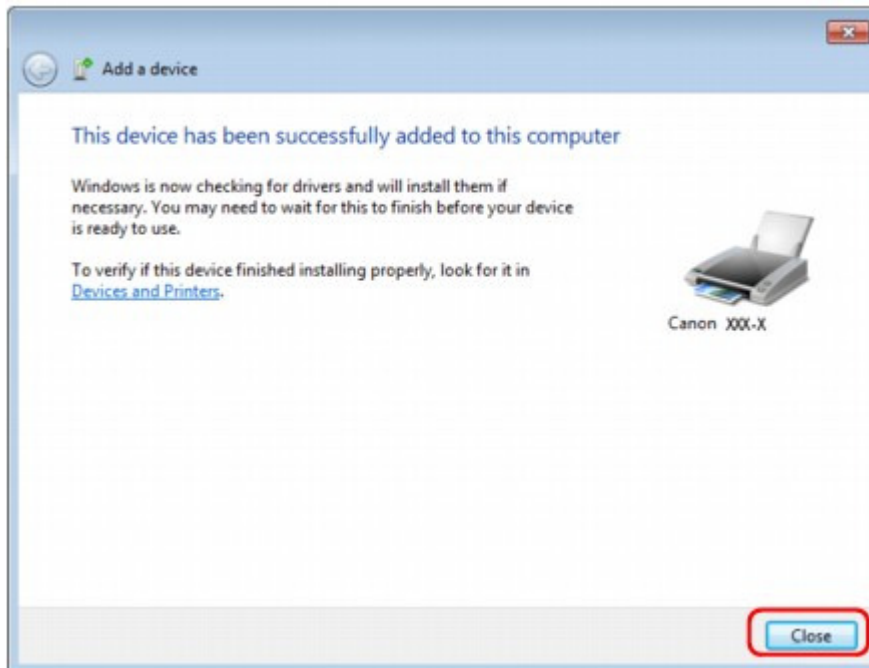 Add a device
This device has been successfully added to this computer
Windows is now checking for drivers and will install them if
necessary. You may need to wait for this to finish before your device
is ready to use.
To verify if this device finished installing properly, look for it in
Devices and Printers.
Canon XXX-X
Close